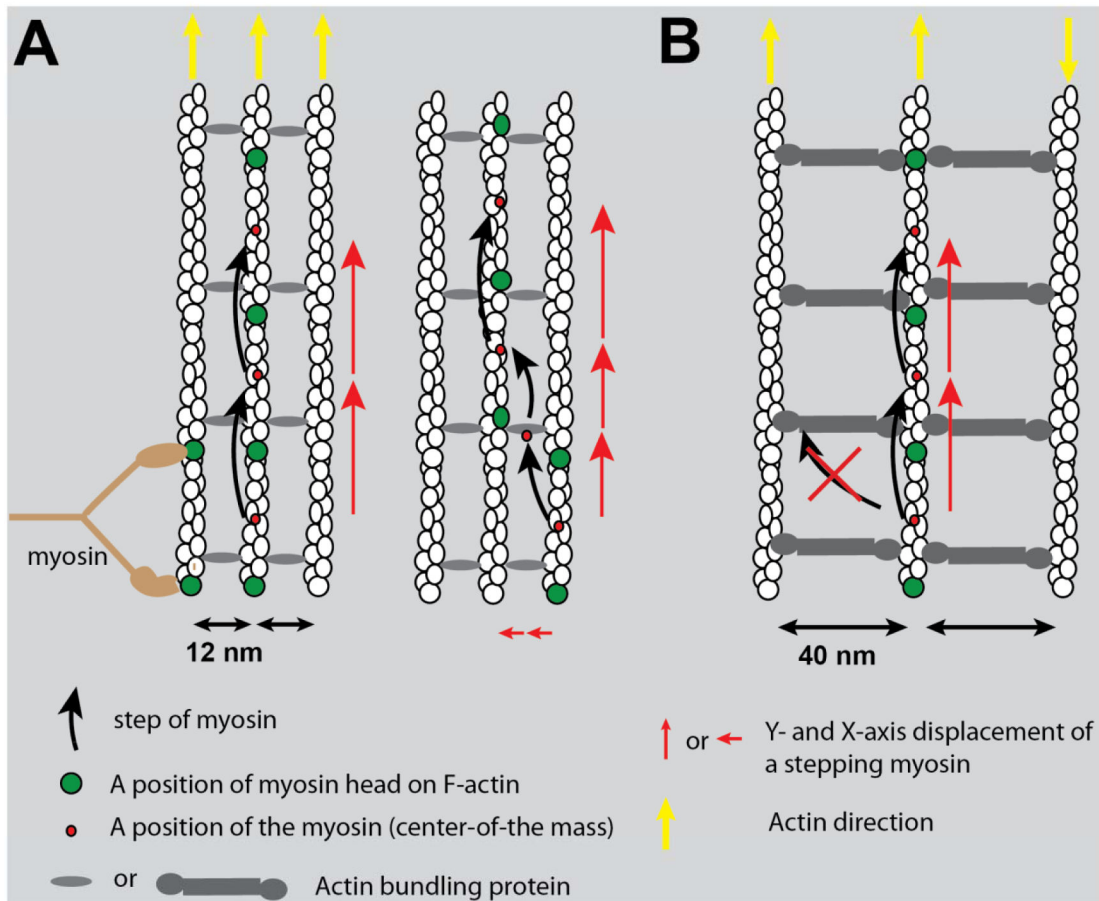 A
B
myosin
12 nm
40 nm
step of myosin
A position of myosin head on F-actin
A position of the myosin (center-of-the mass)
or
Actin bundling protein
or
Y- and X-axis displacement of
a stepping myosin
Actin direction